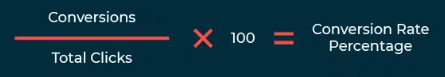 Conversions
Total Clicks
× 100 =
Conversion Rate
Percentage